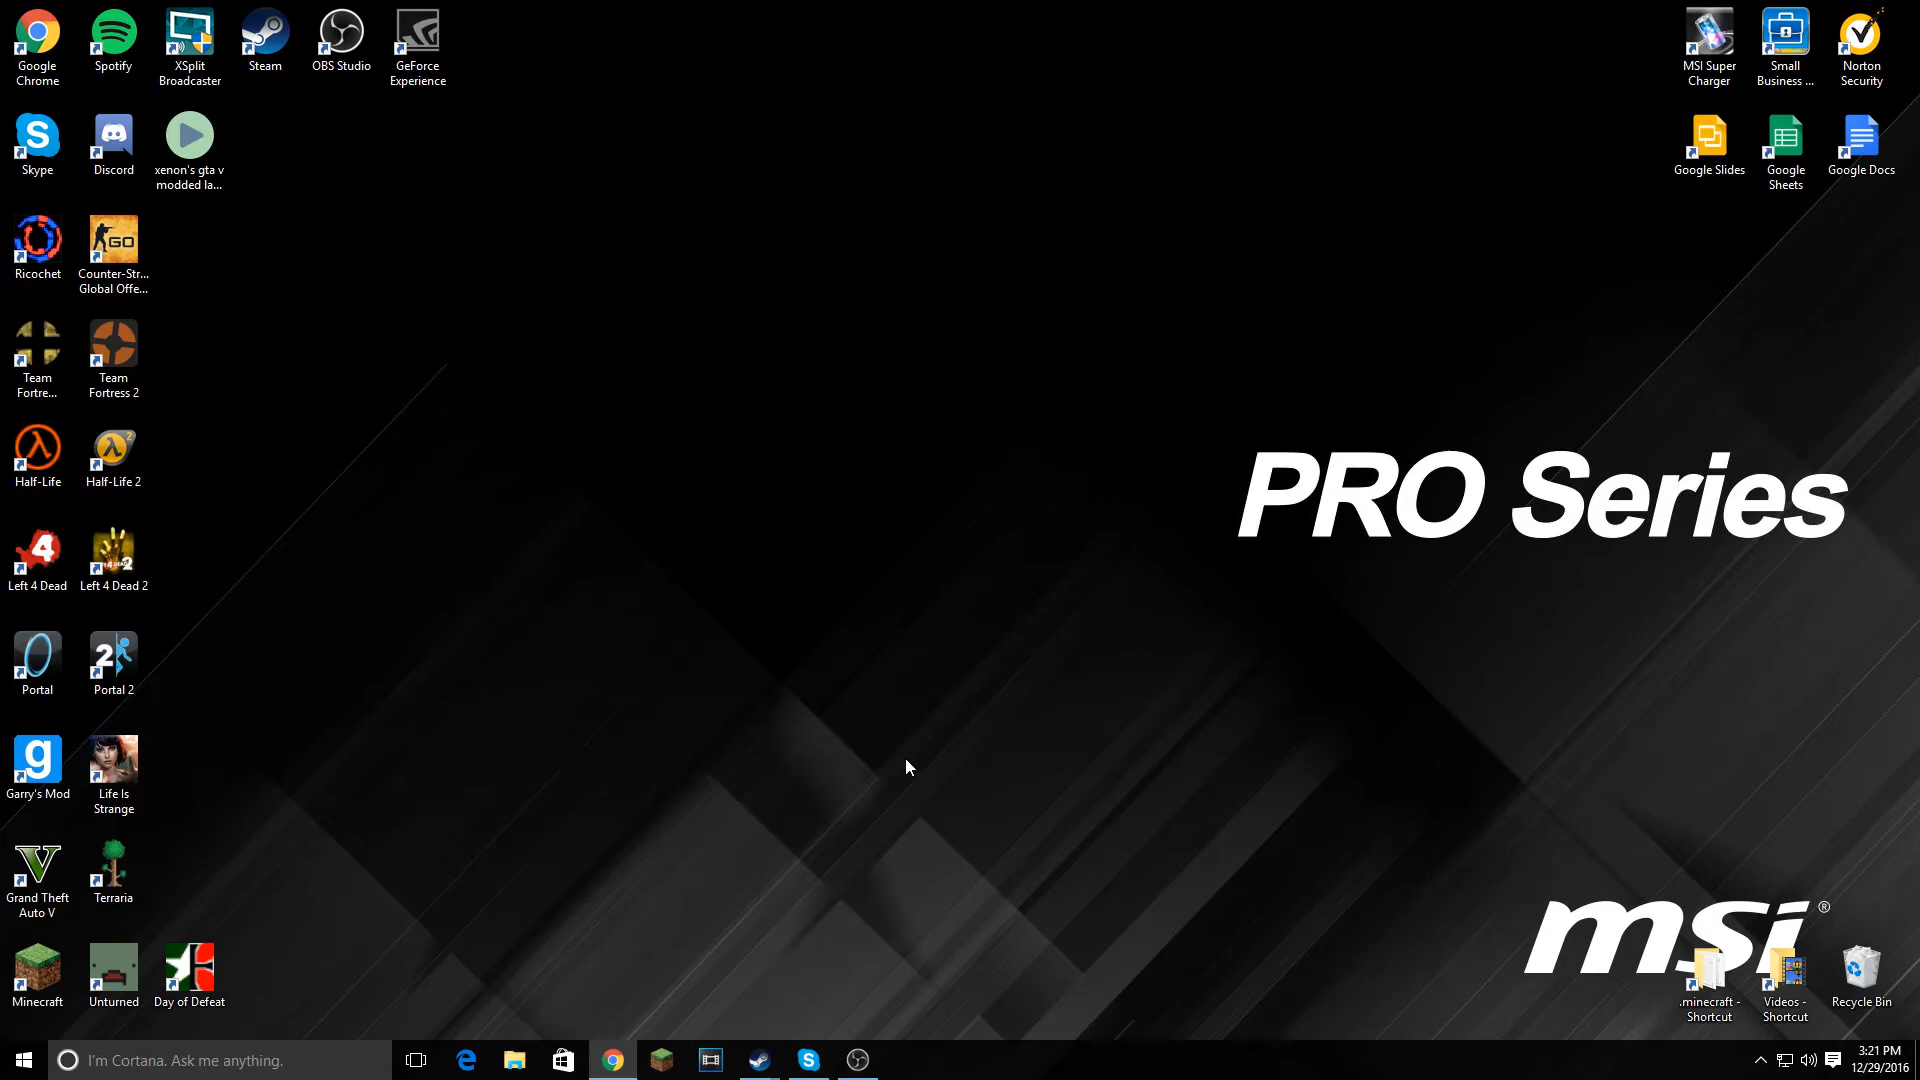 Google
Chrome
Spotify
XSplit
Broadcaster
Steam
OBS Studio
GeForce
Experience
MSI Super
Charger
Small
Business ...
Norton
Security
Skype
Discord
xenon's gta v
modded la...
Google Slides
Google
Sheets
Google Docs
Ricochet
GO
Counter-Str...
Global Offe...
Team
Fortre...
Team
Fortress 2
PRO Series
Half-Life
Half-Life 2
Left 4 Dead
Left 4 Dead 2
Portal
Portal 2
Garry's Mod
Life Is
Strange
Grand Theft
Auto V
Terraria
msi®
Minecraft
Unturned
Day of Defeat
.minecraft -
Shortcut
Videos -
Shortcut
Recycle Bin
I'm Cortana. Ask me anything.
3:21 PM
12/29/2016